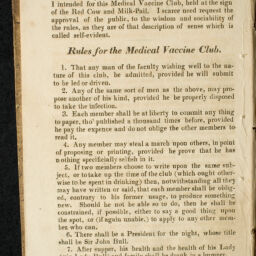 I intended for this Medical Vaccine Club, held at the sign
of the Red Cow and Milk-Pail. I scarce need request the
approval of the public, to the wisdom and sociability of
the rules, as they are of that description of sense which is
called self-evident.
Rules for the Medical Vaccine Club.
1. That any man of the faculty wishing well to the na-
ture of this club, be admitted, provided he will submit
to be led or driven.
2. Any of the same sort of men as the above, may pro-
pose another of his kind, provided he be properly disposed
to take the infection.
3. Each member shall be at liberty to commit any thing
to paper, tho' published a thousand times before, provided
he pay the expence and do not oblige the other members to
read it.
4. Any member may steal a march upon others, in point
of proposing or printing, provided he prove that he has
nothing specifically selfish in it.
5. If two members choose to write upon the same sub-
ject, or to take up the time of the club (which ought other-
wise to be spent in drinking) then, notwithstanding all they
may have written or said, that each member shall be oblig-
ed, contrary to his former usage, to produce something
new. Should he not be able so to do, then he shall be
constrained, if possible, either to say a good thing upon
the spot, or (if again unable,) to apply to any other mem-
ber who can.
6. There shall be a President for the night, whose title
shall be Sir John Bull.
7. After supper, his health and the health of his Lady